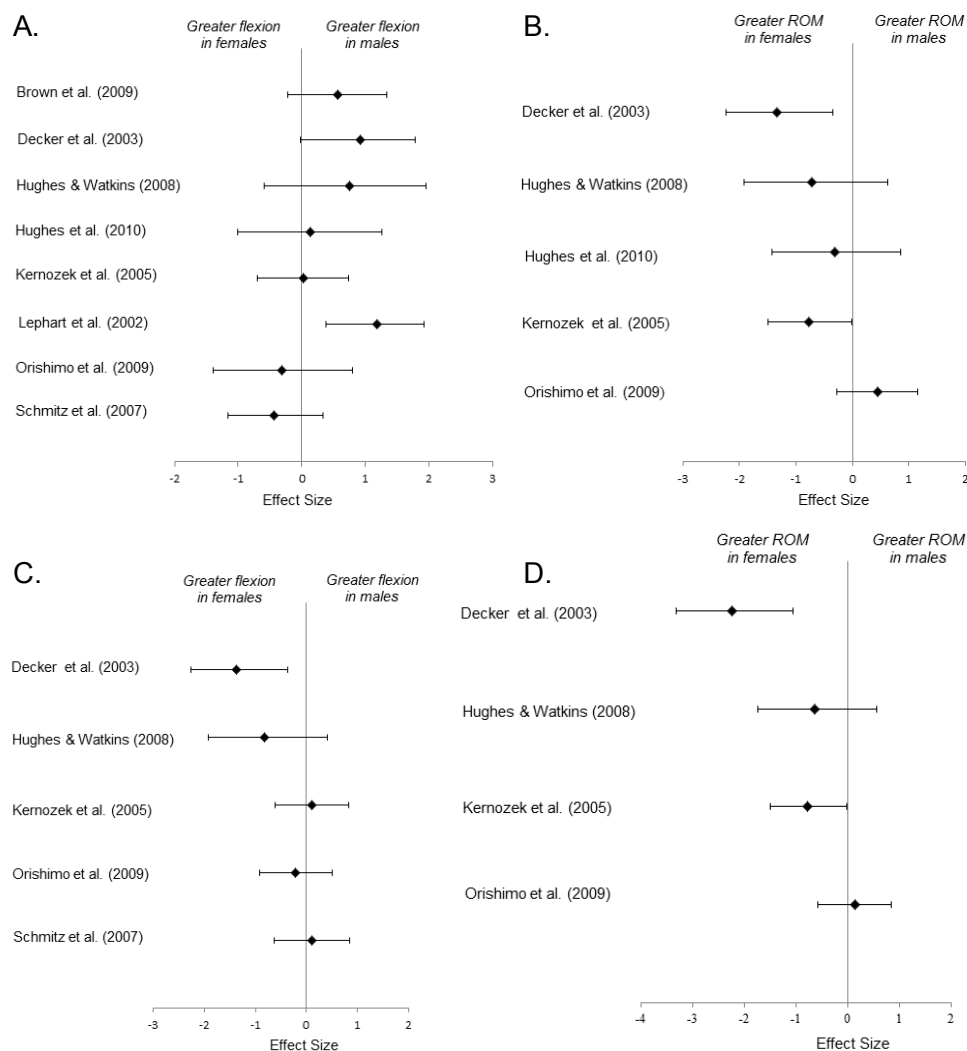 A.
Greater flexion
in females
Greater flexion
in males
Brown et al. (2009)
Decker et al. (2003)
Hughes & Watkins (2008)
Hughes et al. (2010)
Kernozek et al. (2005)
Lephart et al. (2002)
Orishimo et al. (2009)
Schmitz et al. (2007)
-2 -1 0 1 2 3
Effect Size
B.
Greater ROM
in females
Greater ROM
in males
Decker et al. (2003)
Hughes & Watkins (2008)
Hughes et al. (2010)
Kernozek et al. (2005)
Orishimo et al. (2009)
-3 -2 -1 0 1 2
Effect Size
C.
Greater flexion
in females
Greater flexion
in males
Decker et al. (2003)
Hughes & Watkins (2008)
Kernozek et al. (2005)
Orishimo et al. (2009)
Schmitz et al. (2007)
-3 -2 -1 0 1 2
Effect Size
D.
Greater ROM
in females
Greater ROM
in males
Decker et al. (2003)
Hughes & Watkins (2008)
Kernozek et al. (2005)
Orishimo et al. (2009)
-4 -3 -2 -1 0 1 2
Effect Size